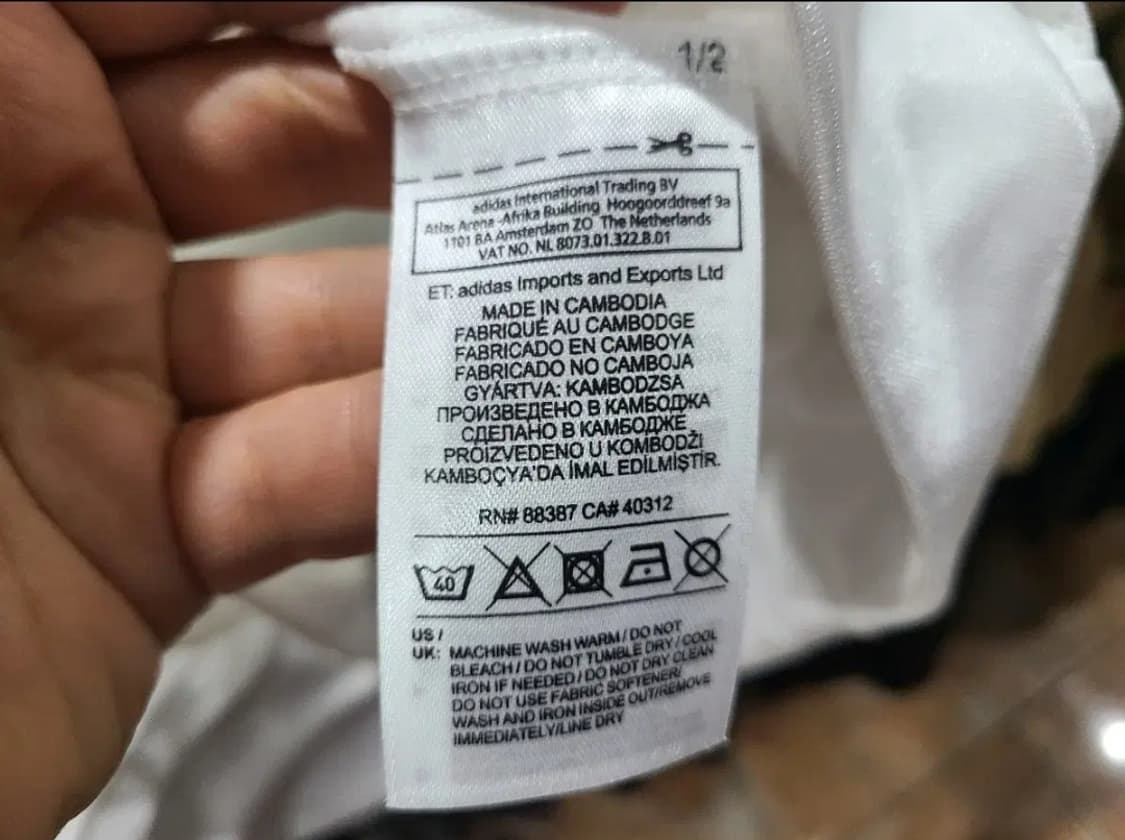 1/2
adidas International Trading BV
Atlas Arena -Afrika Building Hoogoorddreef 9a
1101 BA Amsterdam ZO The Netherlands
VAT NO. NL 8073.01.322.B.01
ET: adidas Imports and Exports Ltd
MADE IN CAMBODIA
FABRIQUÉ AU CAMBODGE
FABRICADO EN CAMBOYA
FABRICADO NO CAMBOJA
GYÁRTVA: KAMBODZSA
ПРОИЗВЕДЕНО В КАМБОДЖА
СДЕЛАНО В КАМБОДЖЕ
PROIZVEDENO U KOMBODŽI
KAMBOÇYA'DA İMAL EDİLMİŞTİR.
RN# 88387 CA# 40312
40
US /
UK: MACHINE WASH WARM / DO NOT
BLEACH / DO NOT TUMBLE DRY / COOL
IRON IF NEEDED / DO NOT DRY CLEAN
DO NOT USE FABRIC SOFTENER/
WASH AND IRON INSIDE OUT/REMOVE
IMMEDIATELY/LINE DRY